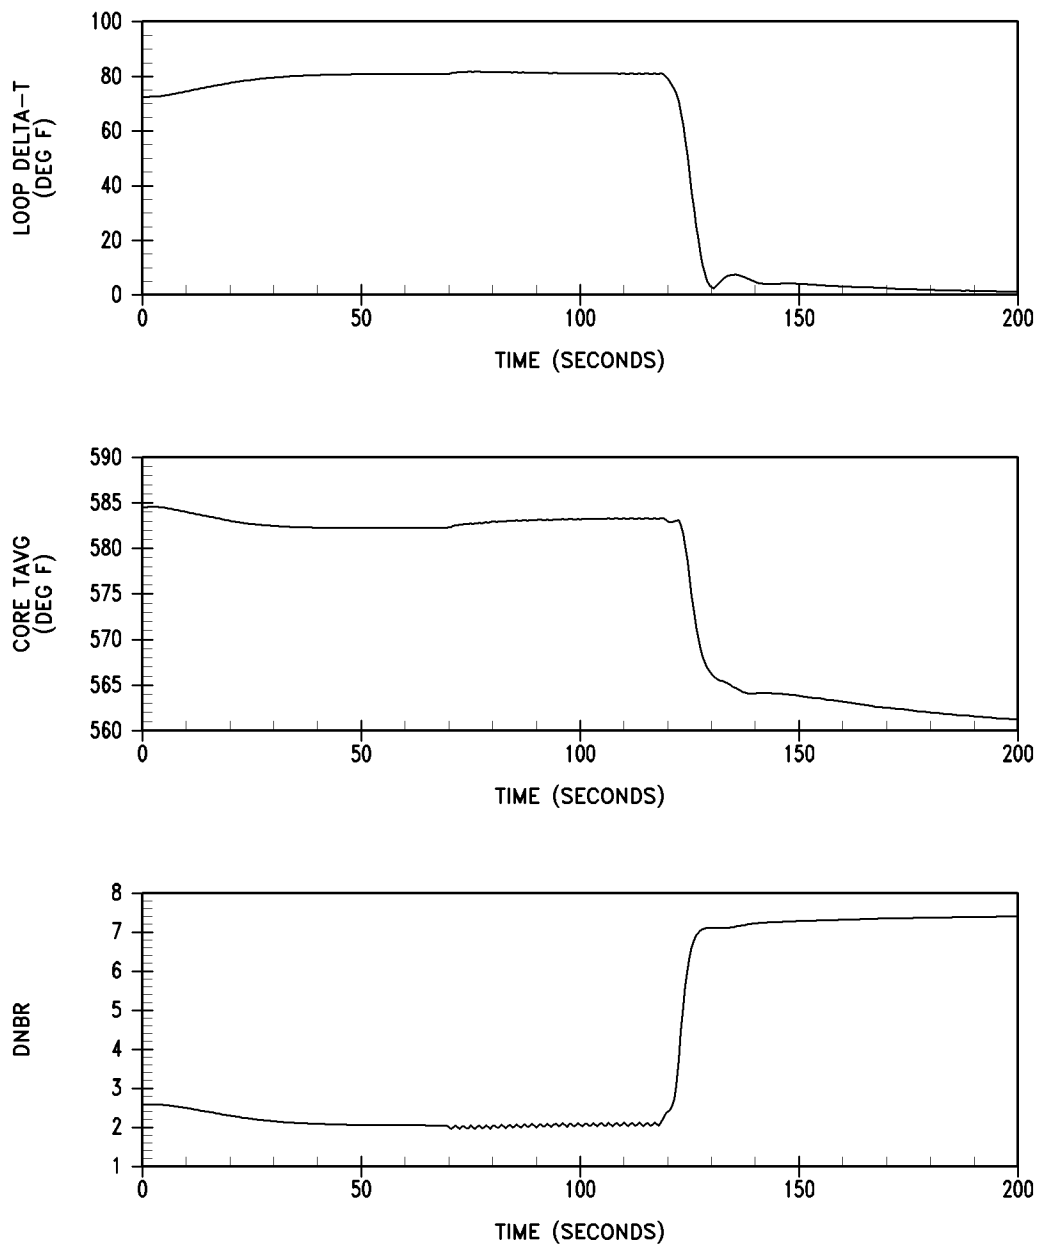 LOOP DELTA-T
(DEG F)
100
80
60
40
20
0
0 50 100 150 200
TIME (SECONDS)
CORE TAVG
(DEG F)
590
585
580
575
570
565
560
0 50 100 150 200
TIME (SECONDS)
DNBR
8
7
6
5
4
3
2
1
0 50 100 150 200
TIME (SECONDS)